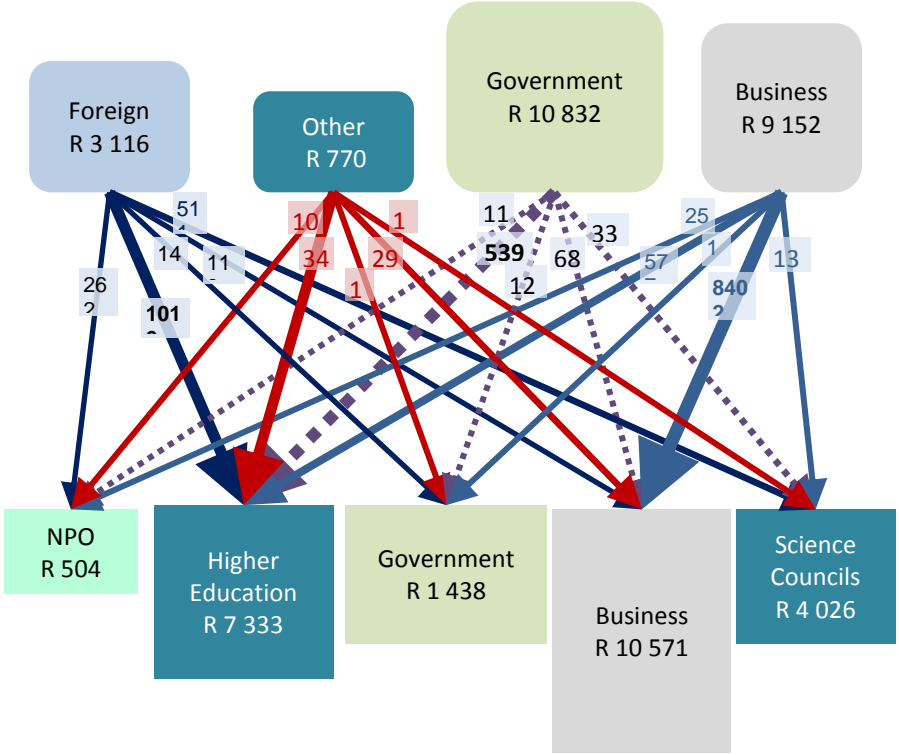 Foreign
R 3 116
Other
R 770
Government
R 10 832
Business
R 9 152
51
14
11
26
2
101
10
34
1
29
1
11
539
12
68
33
25
57
1
840
13
NPO
R 504
Higher
Education
R 7 333
Government
R 1 438
Business
R 10 571
Science
Councils
R 4 026